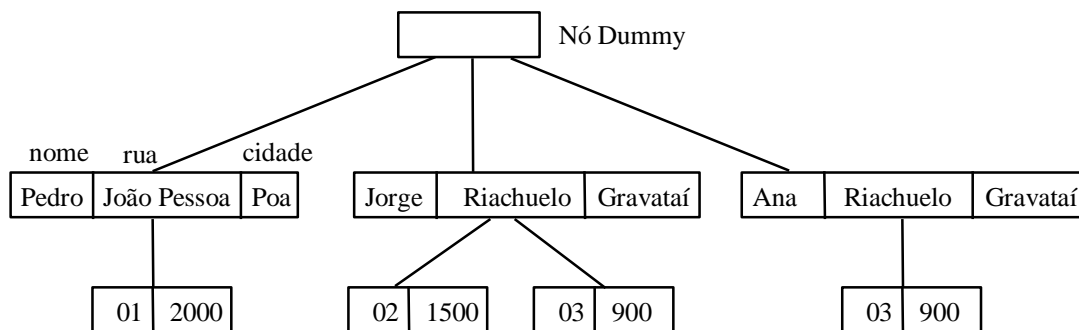 Nó Dummy
nome rua cidade
Pedro João Pessoa Poa Jorge Riachuelo Gravataí Ana Riachuelo Gravataí
01 2000 02 1500 03 900 03 900